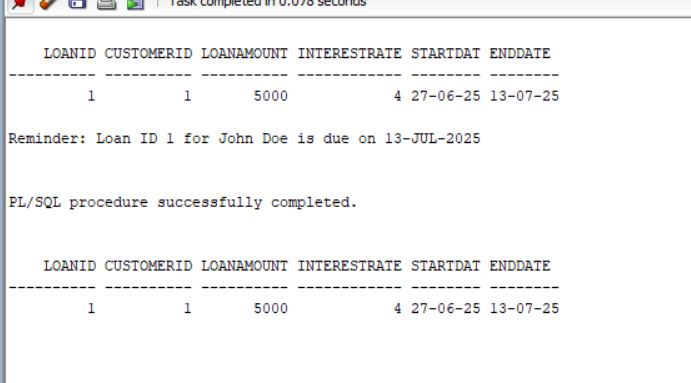 Task completed in 0.078 seconds
LOANID CUSTOMERID LOANAMOUNT INTERESTRATE STARTDAT ENDDATE
---------- ---------- ---------- ------------ -------- --------
1 1 5000 4 27-06-25 13-07-25
Reminder: Loan ID 1 for John Doe is due on 13-JUL-2025
PL/SQL procedure successfully completed.
LOANID CUSTOMERID LOANAMOUNT INTERESTRATE STARTDAT ENDDATE
---------- ---------- ---------- ------------ -------- --------
1 1 5000 4 27-06-25 13-07-25